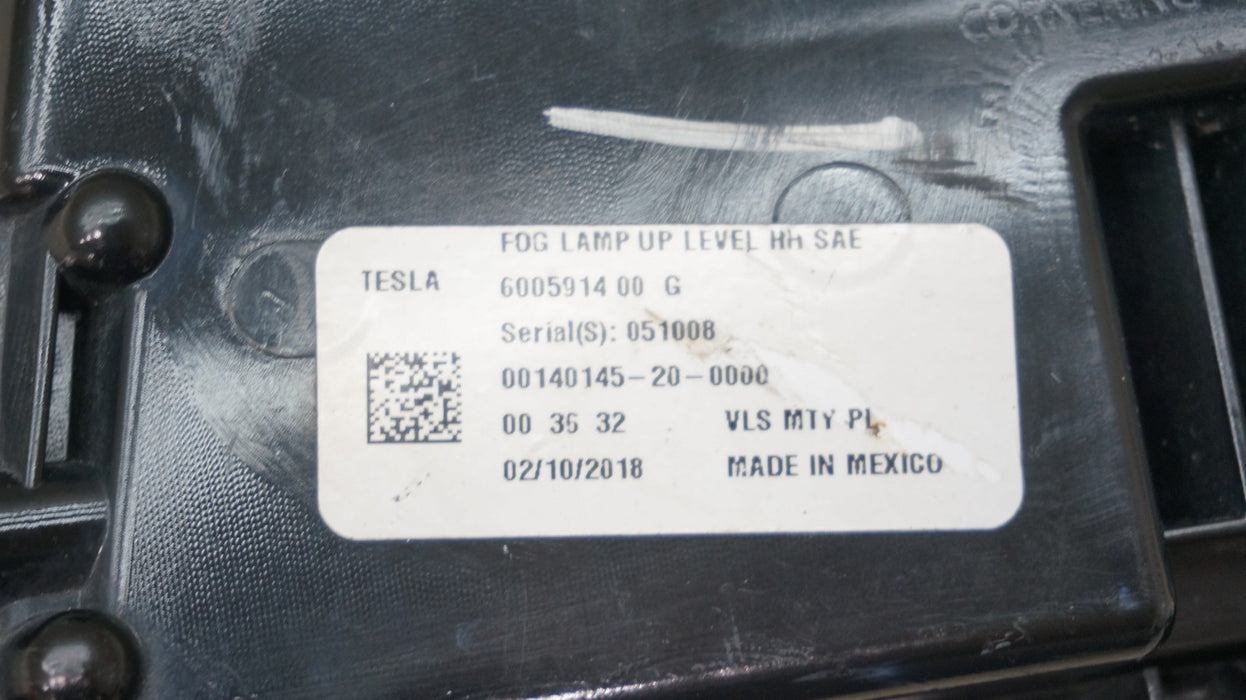 FOG LAMP UP LEVEL RH SAE
TESLA
6005914 00 G
Serial(S): 051008
00140145-20-0000
00 36 32
VLS MTY PL
02/10/2018
MADE IN MEXICO